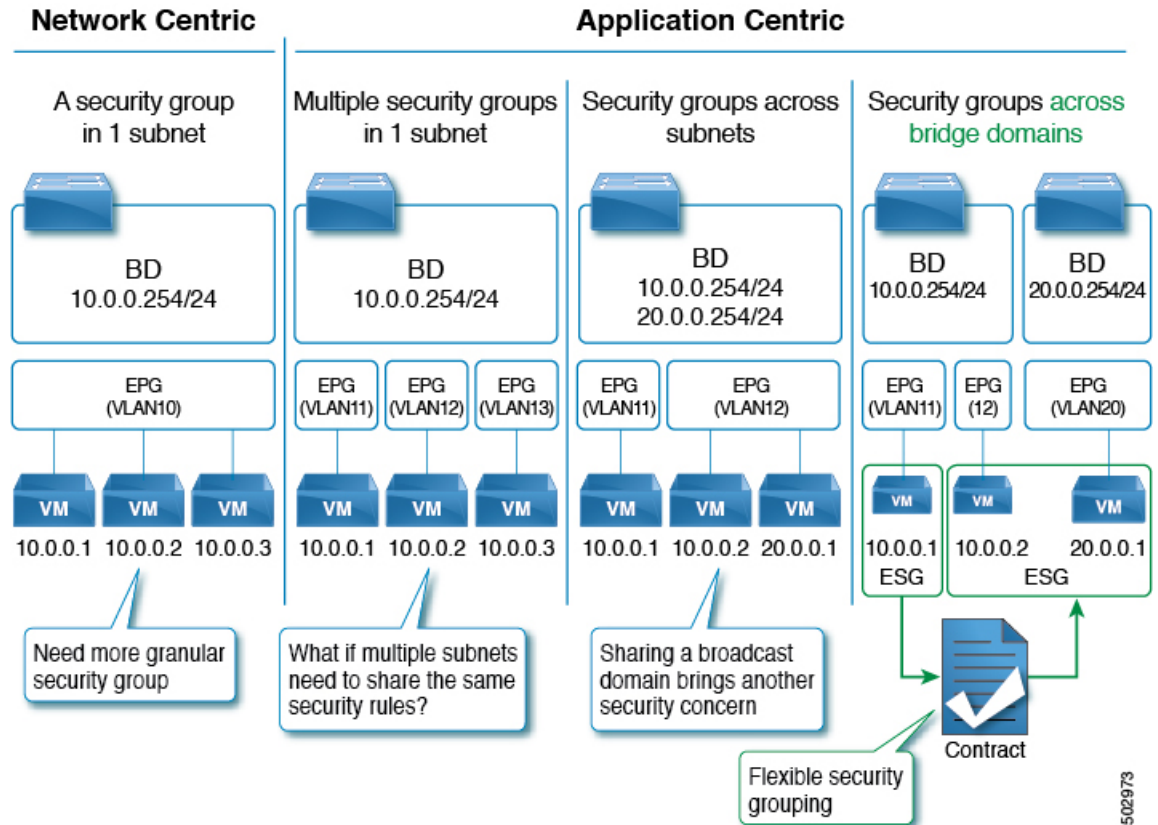 Network Centric
Application Centric
A security group
in 1 subnet
BD
10.0.0.254/24
EPG
(VLAN10)
VM
VM
VM
10.0.0.1
10.0.0.2
10.0.0.3
Need more granular
security group
Multiple security groups
in 1 subnet
BD
10.0.0.254/24
EPG
(VLAN11)
EPG
(VLAN12)
EPG
(VLAN13)
VM
VM
VM
10.0.0.1
10.0.0.2
10.0.0.3
What if multiple subnets
need to share the same
security rules?
Security groups across
subnets
BD
10.0.0.254/24
20.0.0.254/24
EPG
(VLAN11)
EPG
(VLAN12)
VM
VM
VM
10.0.0.1
10.0.0.2
20.0.0.1
Sharing a broadcast
domain brings another
security concern
Security groups across
bridge domains
BD
10.0.0.254/24
BD
20.0.0.254/24
EPG
(VLAN11)
EPG
(12)
EPG
(VLAN20)
VM
VM
VM
10.0.0.1
10.0.0.2
20.0.0.1
ESG
ESG
Contract
Flexible security
grouping
502973